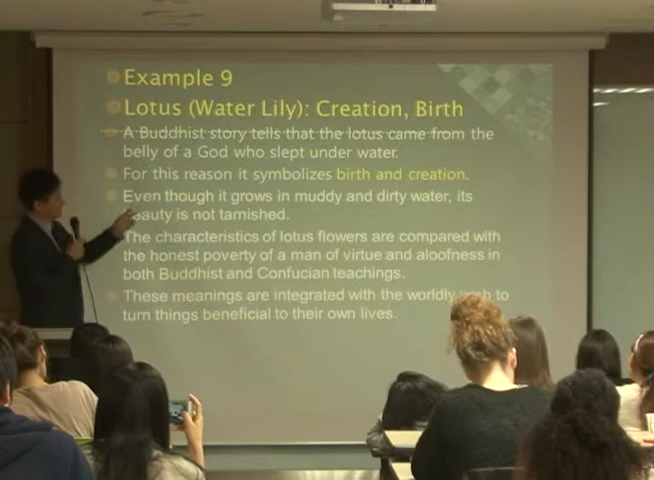 Example 9
Lotus (Water Lily): Creation, Birth
A Buddhist story tells that the lotus came from the
belly of a God who slept under water.
For this reason it symbolizes birth and creation.
Even though it grows in muddy and dirty water, its
beauty is not tarnished.
The characteristics of lotus flowers are compared with
the honest poverty of a man of virtue and aloofness in
both Buddhist and Confucian teachings.
These meanings are integrated with the worldly wish to
turn things beneficial to their own lives.